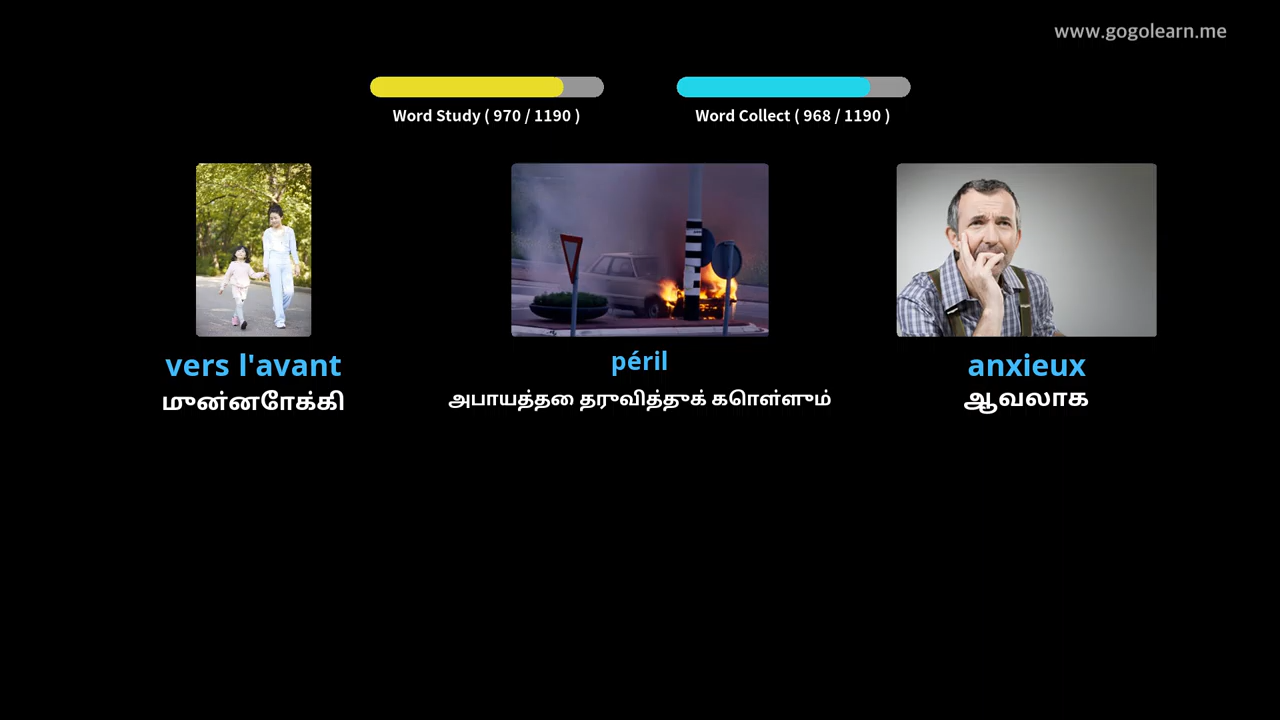 www.gogolearn.me
Word Study ( 970 / 1190 )
Word Collect ( 968 / 1190 )
vers l'avant
péril
anxieux
முன்னோக்கி
அபாயத்தை தருவித்துக் கொள்ளும்
ஆவலாக